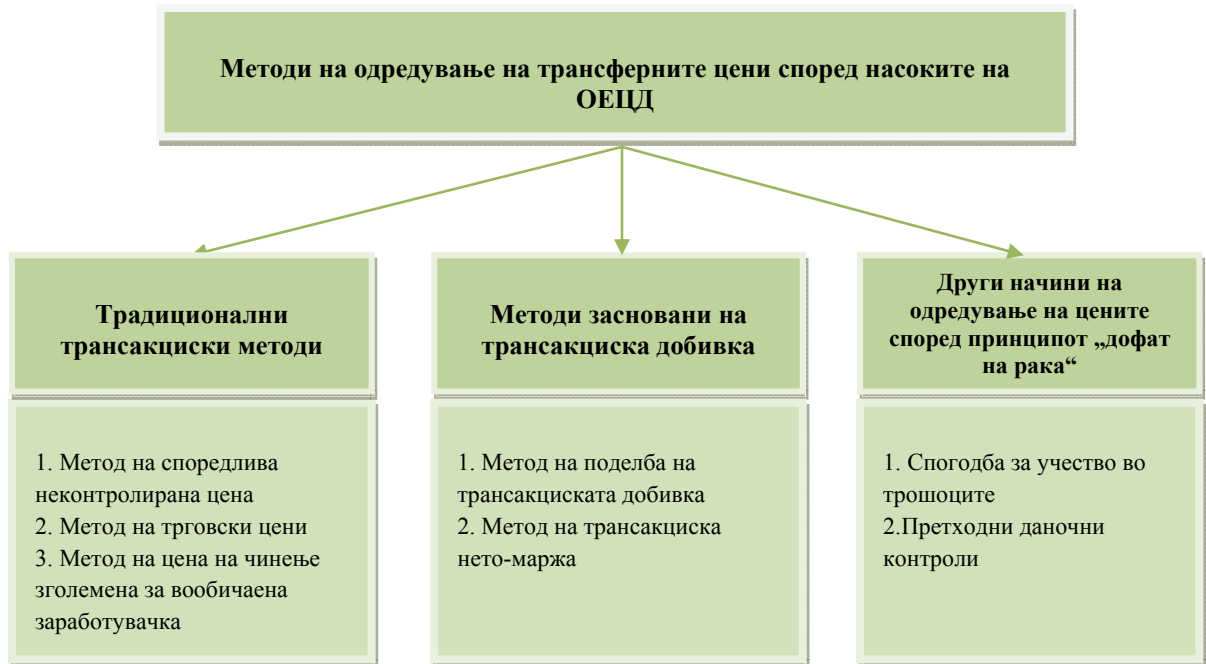 Методи на одредување на трансферните цени според насоките на
ОЕЦД
Традиционални
трансакциски методи
1. Метод на споредлива
неконтролирана цена
2. Метод на трговски цени
3. Метод на цена на чинење
зголемена за вообичаена
заработувачка
Методи засновани на
трансакциска добивка
1. Метод на поделба на
трансакциската добивка
2. Метод на трансакциска
нето-маржа
Други начини на
одредување на цените
според принципот „дофат
на рака“
1. Спогодба за учество во
трошоците
2.Претходни даночни
контроли